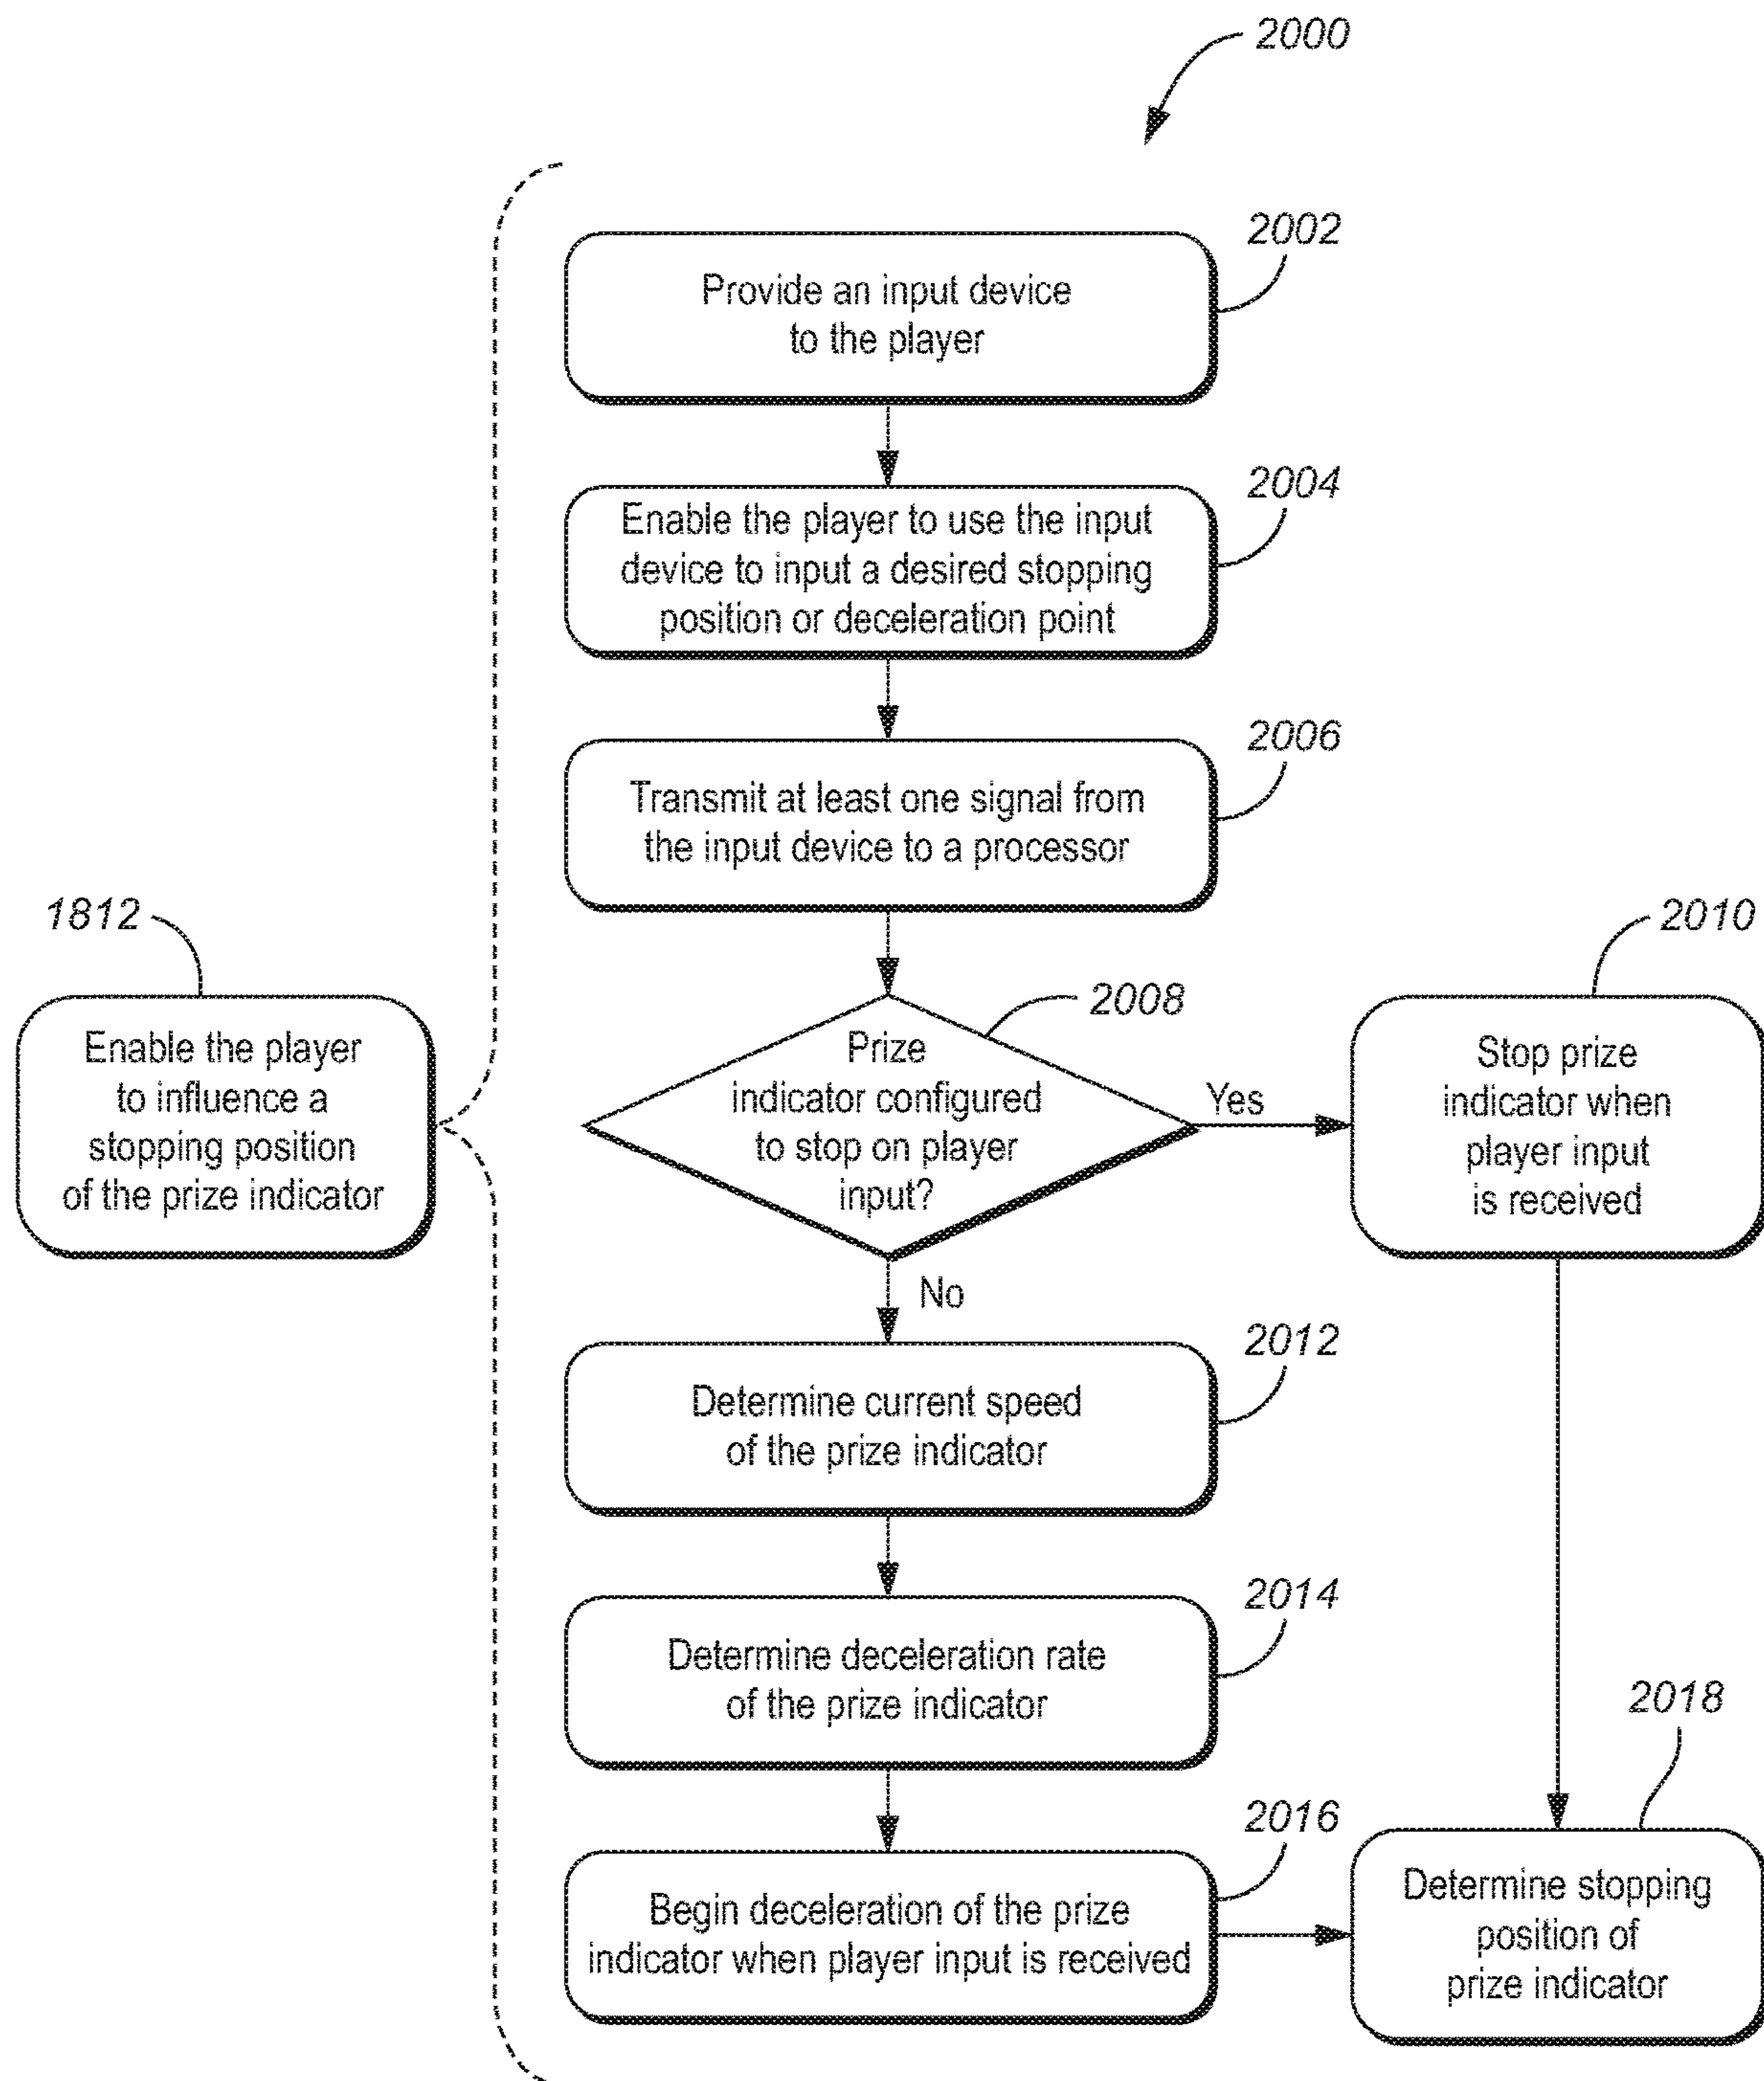 2000
2002
Provide an input device
to the player
2004
Enable the player to use the input
device to input a desired stopping
position or deceleration point
2006
Transmit at least one signal from
the input device to a processor
1812
Enable the player
to influence a
stopping position
of the prize indicator
2008
Prize
indicator configured
to stop on player
input?
Yes
2010
Stop prize
indicator when
player input
is received
No
2012
Determine current speed
of the prize indicator
2014
Determine deceleration rate
of the prize indicator
2016
Begin deceleration of the prize
indicator when player input is received
2018
Determine stopping
position of
prize indicator